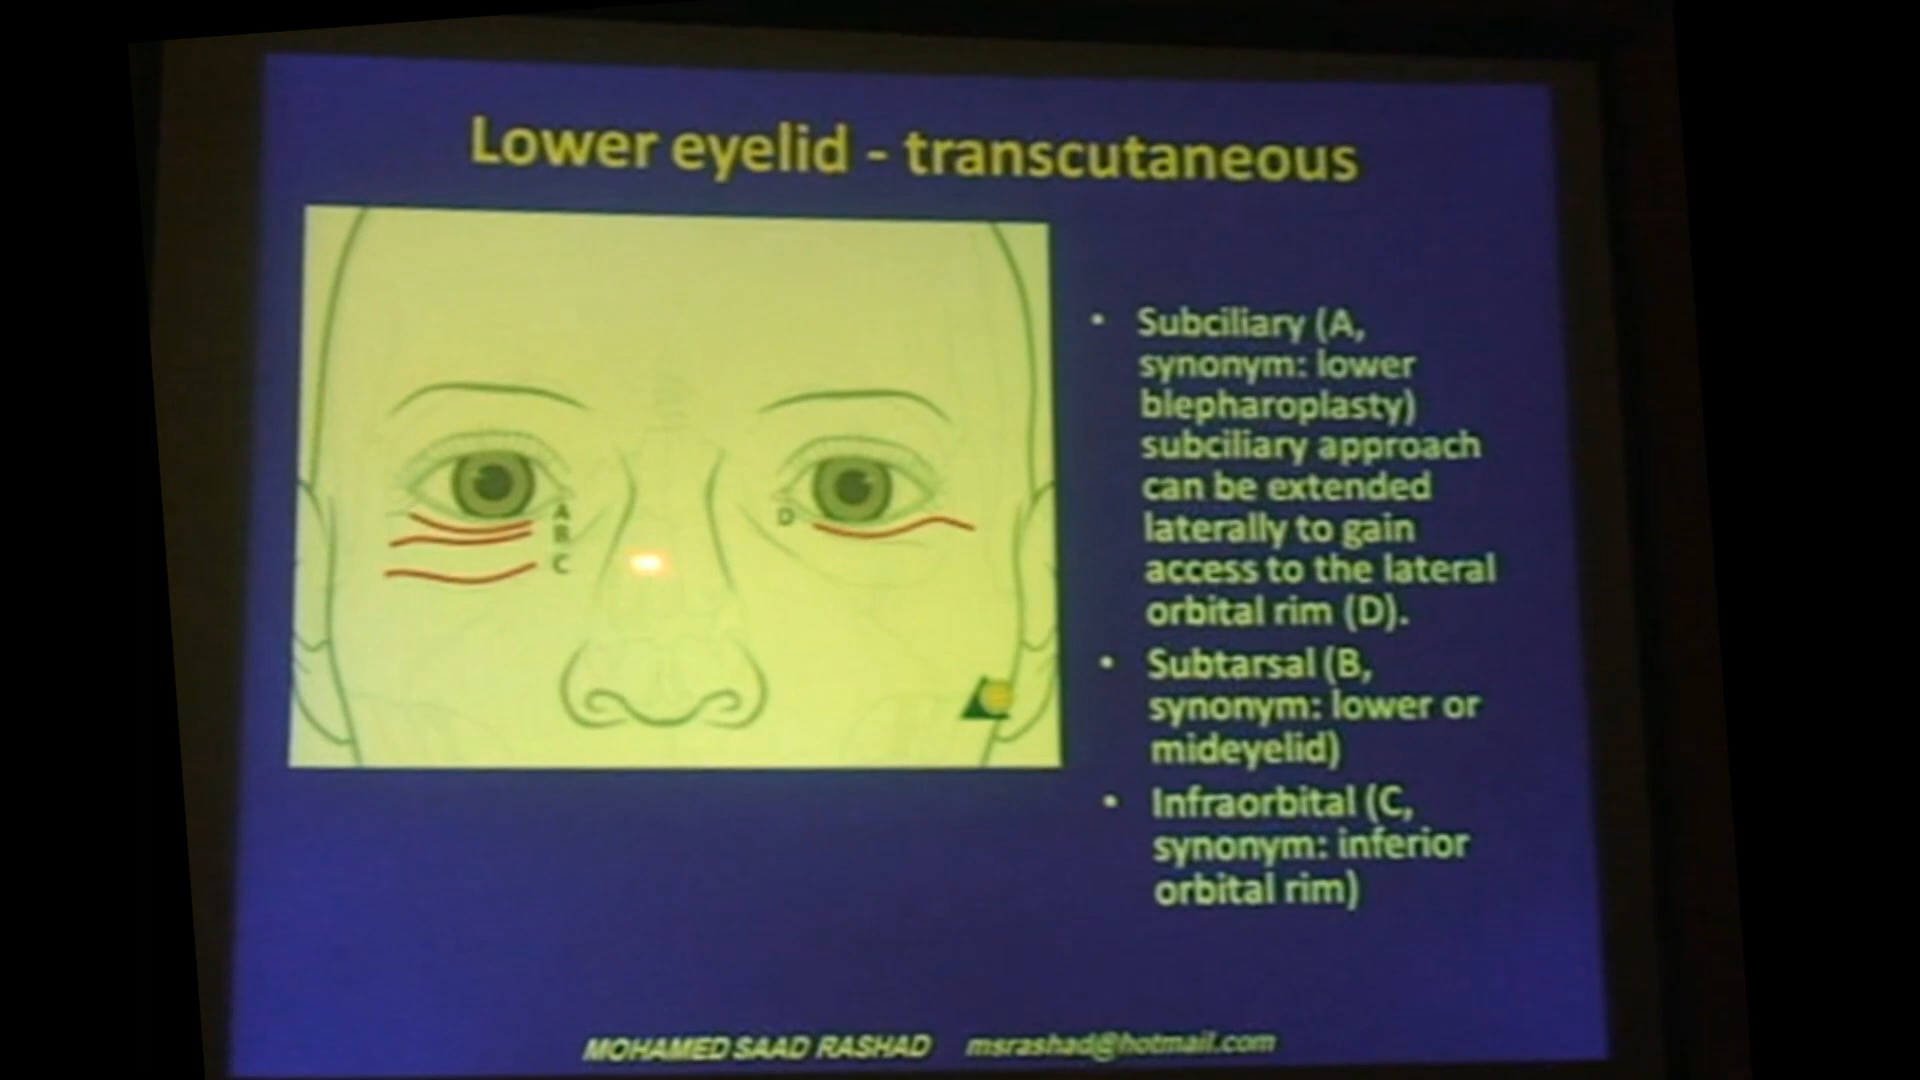 Lower eyelid - transcutaneous
A
B
C
D
• Subciliary (A,
synonym: lower
blepharoplasty)
subciliary approach
can be extended
laterally to gain
access to the lateral
orbital rim (D).
• Subtarsal (B,
synonym: lower or
mideyelid)
• Infraorbital (C,
synonym: inferior
orbital rim)
MOHAMED SAAD RASHAD msrashad@hotmail.com